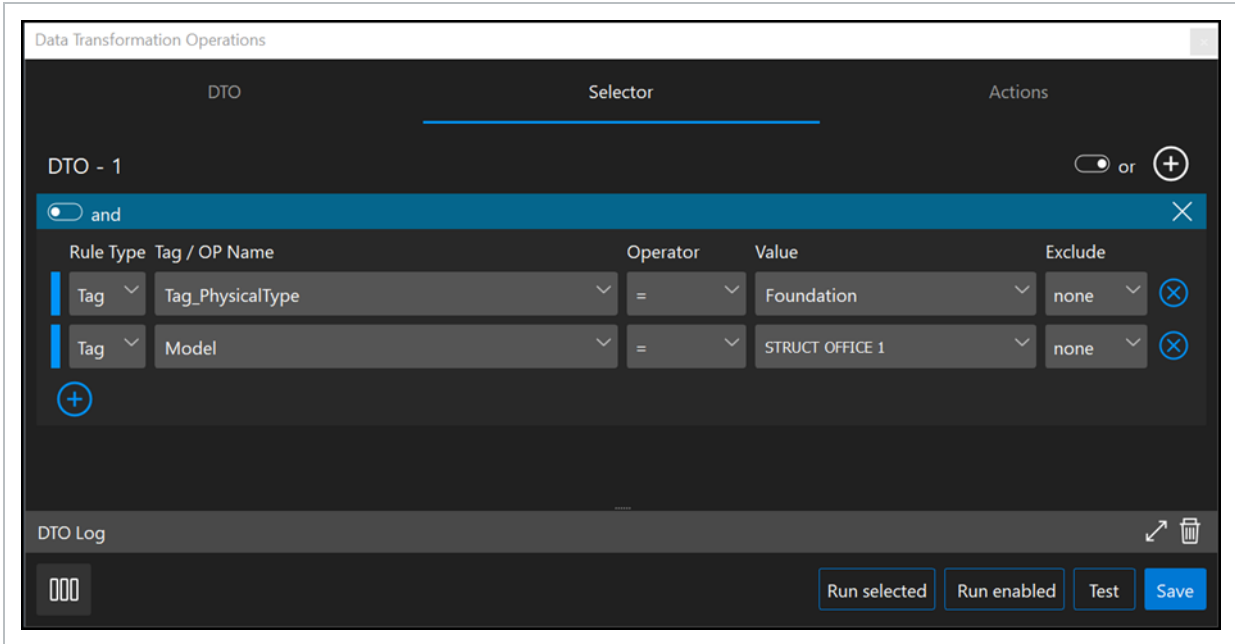 Data Transformation Operations
DTO Selector Actions
DTO - 1 or
and
Rule Type Tag / OP Name Operator Value Exclude
Tag Tag_PhysicalType = Foundation none
Tag Model = STRUCT OFFICE 1 none
DTO Log
Run selected Run enabled Test Save